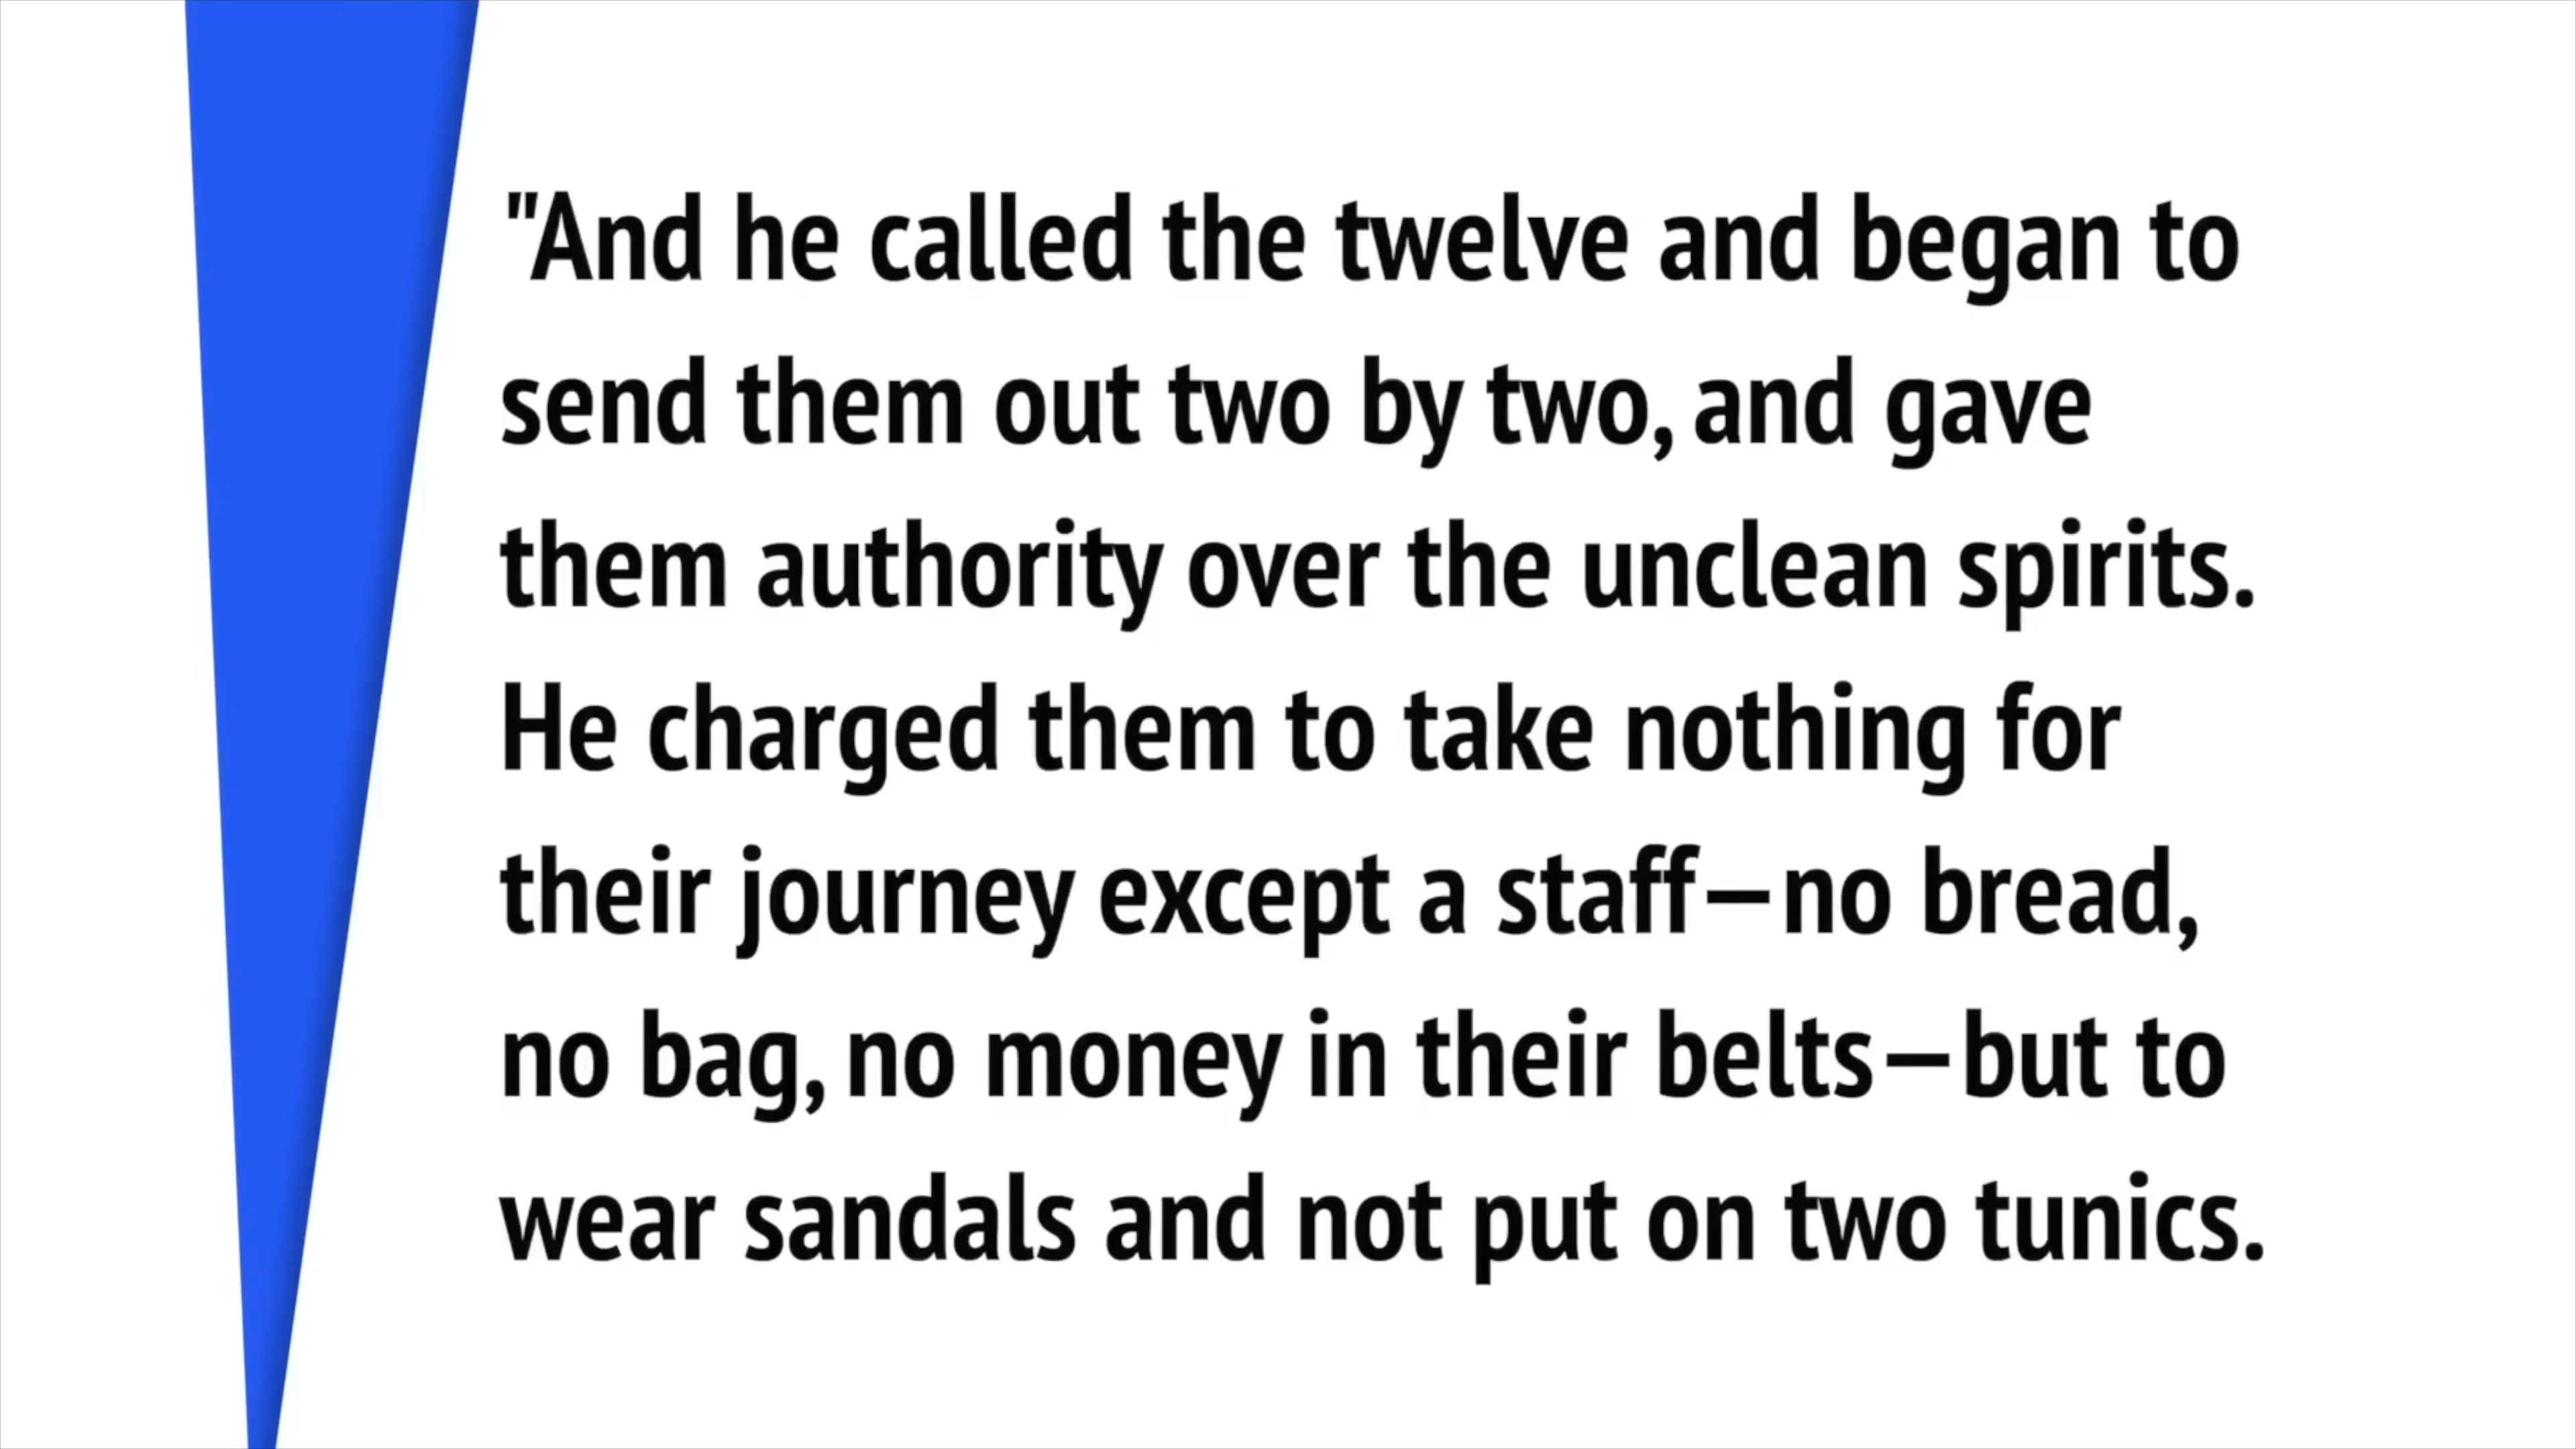 "And he called the twelve and began to
send them out two by two, and gave
them authority over the unclean spirits.
He charged them to take nothing for
their journey except a staff—no bread,
no bag, no money in their belts—but to
wear sandals and not put on two tunics.